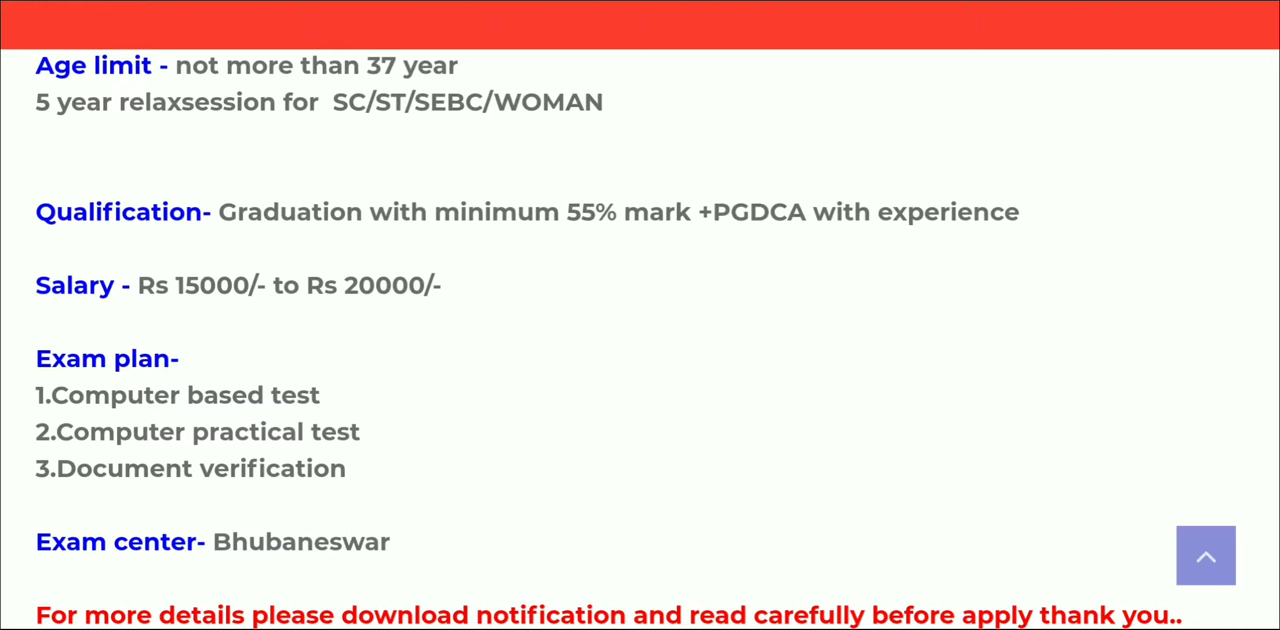 Age limit - not more than 37 year
5 year relaxsession for  SC/ST/SEBC/WOMAN
Qualification- Graduation with minimum 55% mark +PGDCA with experience
Salary - Rs 15000/- to Rs 20000/-
Exam plan-
1.Computer based test
2.Computer practical test
3.Document verification
Exam center- Bhubaneswar
For more details please download notification and read carefully before apply thank you..